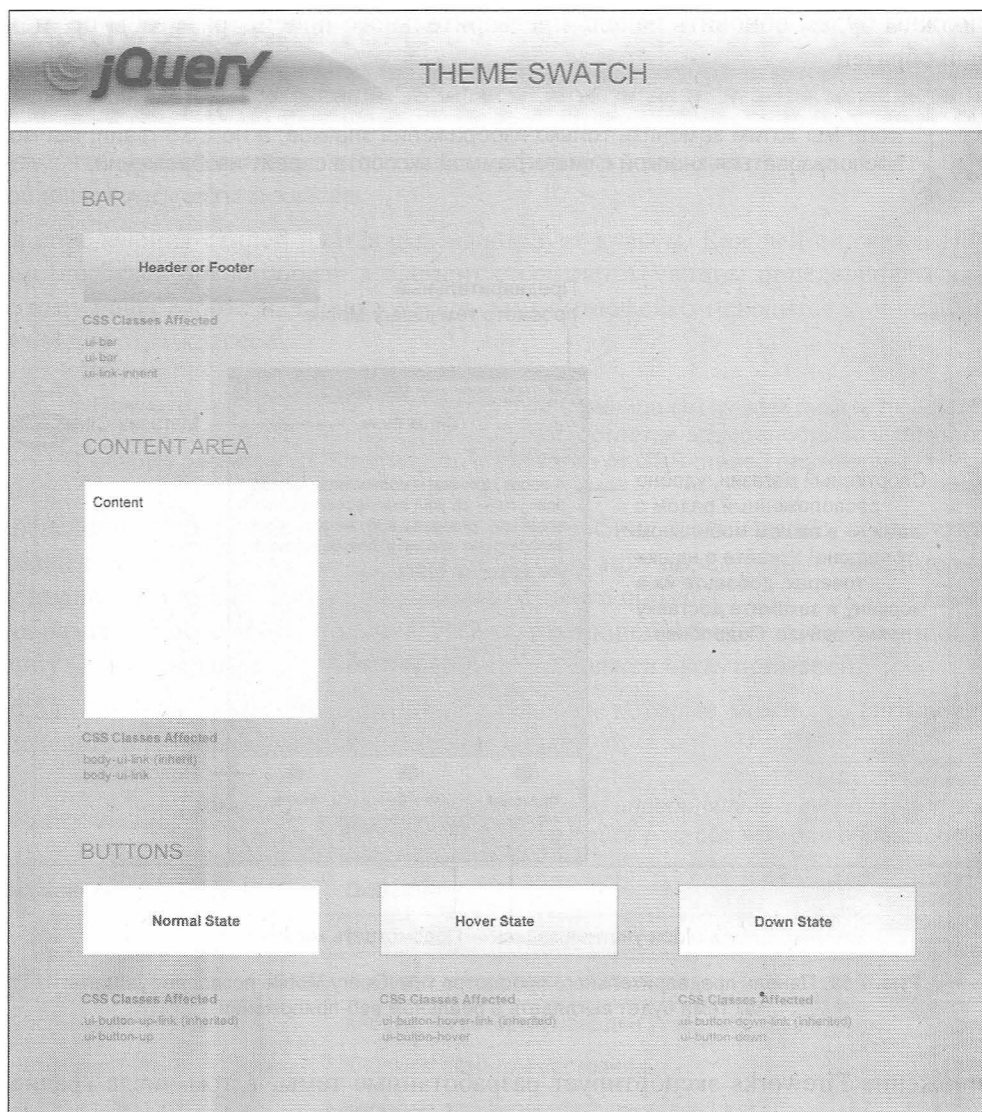 jQuery
THEME SWATCH
BAR
Header or Footer
CSS Classes Affected
.ui-bar
.ui-bar
.ui-link-inherit
CONTENT AREA
Content
CSS Classes Affected
body-ui-link (inherit)
body-ui-link
BUTTONS
Normal State
Hover State
Down State
CSS Classes Affected
CSS Classes Affected
CSS Classes Affected
.ui-button-up-link (inherited)
.ui-button-hover-link (inherited)
.ui-button-down-link (inherited)
.ui-button-up
.ui-button-hover
.ui-button-down